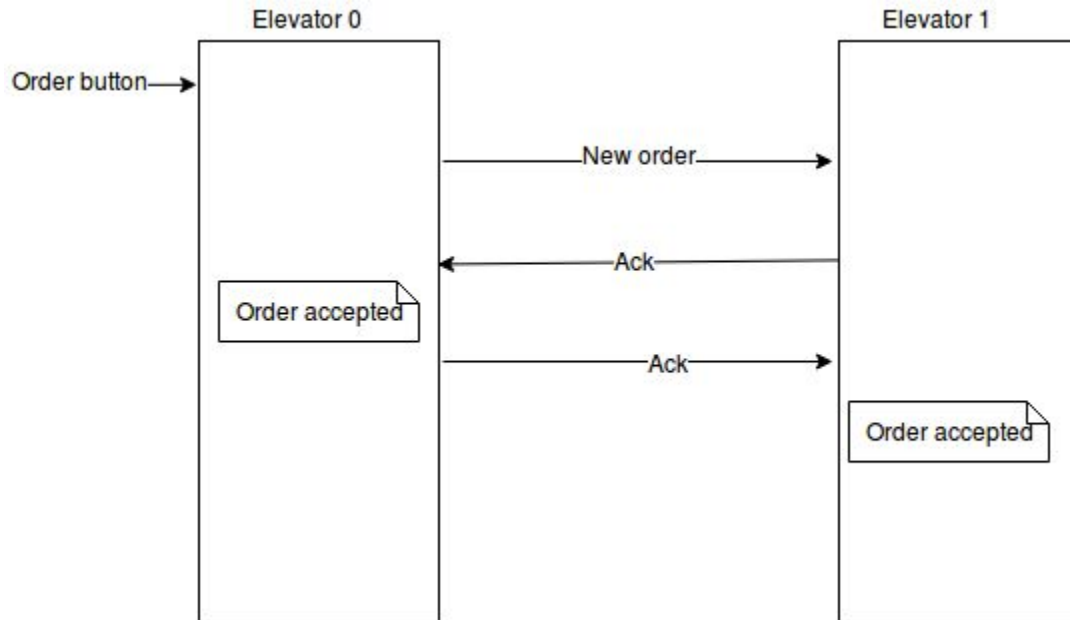 Elevator 0
Elevator 1
Order button
New order
Ack
Order accepted
Ack
Order accepted